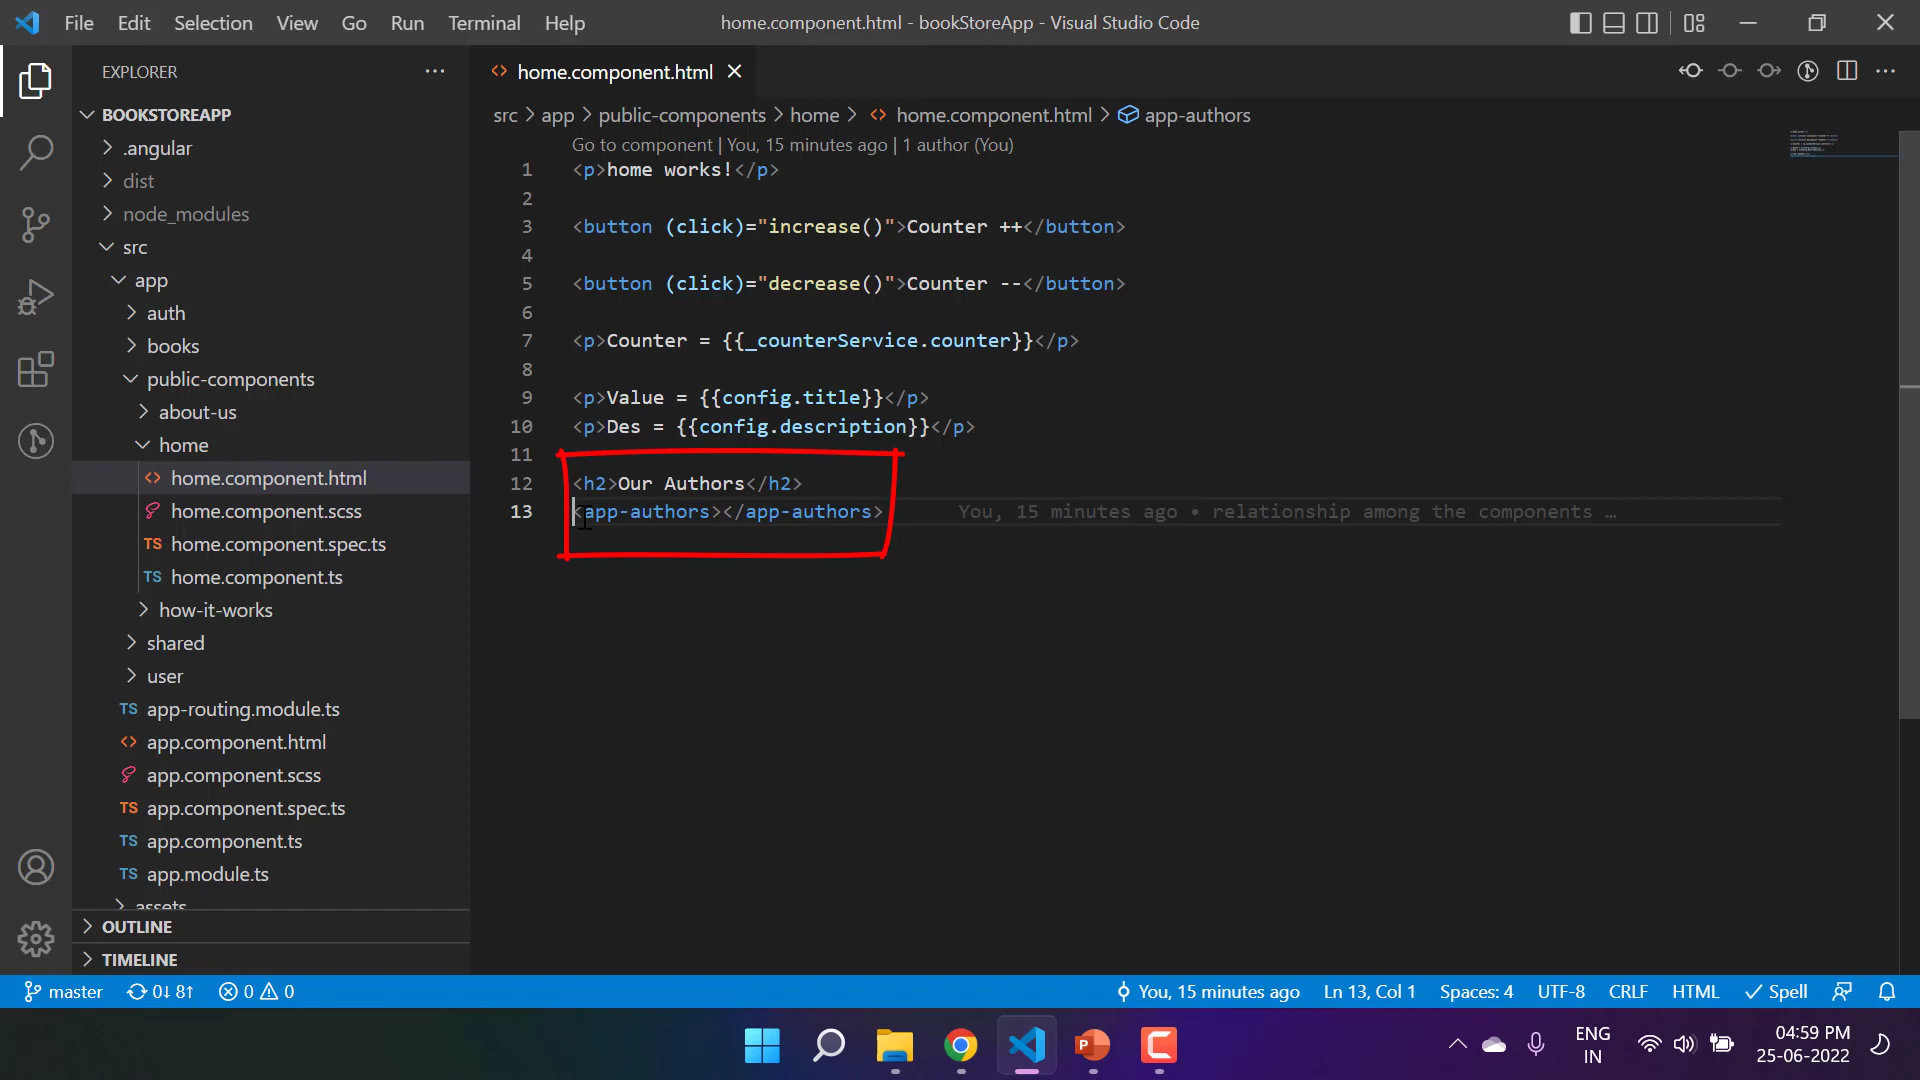 File Edit Selection View Go Run Terminal Help
home.component.html - bookStoreApp - Visual Studio Code
EXPLORER
BOOKSTOREAPP
.angular
dist
node_modules
src
app
auth
books
public-components
about-us
home
home.component.html
home.component.scss
TS home.component.spec.ts
TS home.component.ts
how-it-works
shared
user
TS app-routing.module.ts
app.component.html
app.component.scss
TS app.component.spec.ts
TS app.component.ts
TS app.module.ts
assets
OUTLINE
TIMELINE
home.component.html
src > app > public-components > home > home.component.html > app-authors
Go to component | You, 15 minutes ago | 1 author (You)
1 <p>home works!</p>
2
3 <button (click)="increase()">Counter ++</button>
4
5 <button (click)="decrease()">Counter --</button>
6
7 <p>Counter = {{_counterService.counter}}</p>
8
9 <p>Value = {{config.title}}</p>
10 <p>Des = {{config.description}}</p>
11
12 <h2>Our Authors</h2>
13 <app-authors></app-authors> You, 15 minutes ago • relationship among the components …
master 0↓ 8↑ 0 0 You, 15 minutes ago Ln 13, Col 1 Spaces: 4 UTF-8 CRLF HTML Spell
ENG
IN
04:59 PM
25-06-2022